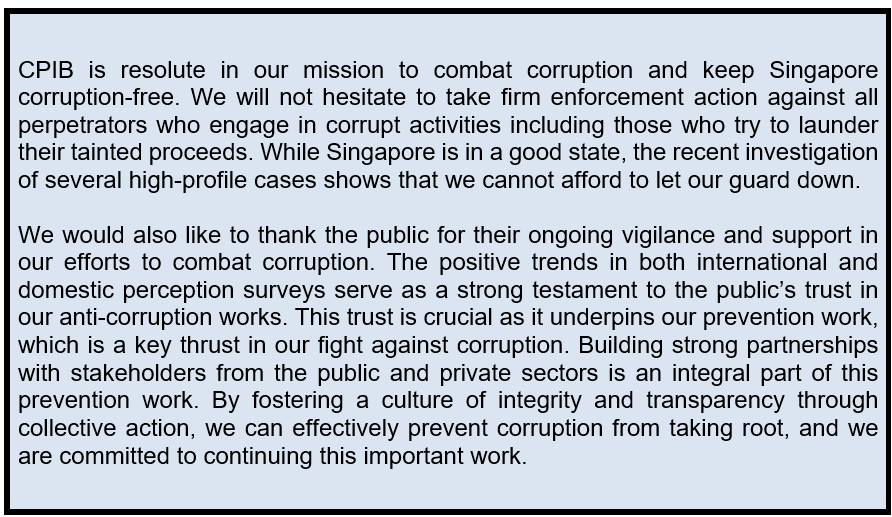 CPIB is resolute in our mission to combat corruption and keep Singapore
corruption-free. We will not hesitate to take firm enforcement action against all
perpetrators who engage in corrupt activities including those who try to launder
their tainted proceeds. While Singapore is in a good state, the recent investigation
of several high-profile cases shows that we cannot afford to let our guard down.
We would also like to thank the public for their ongoing vigilance and support in
our efforts to combat corruption. The positive trends in both international and
domestic perception surveys serve as a strong testament to the public’s trust in
our anti-corruption works. This trust is crucial as it underpins our prevention work,
which is a key thrust in our fight against corruption. Building strong partnerships
with stakeholders from the public and private sectors is an integral part of this
prevention work. By fostering a culture of integrity and transparency through
collective action, we can effectively prevent corruption from taking root, and we
are committed to continuing this important work.